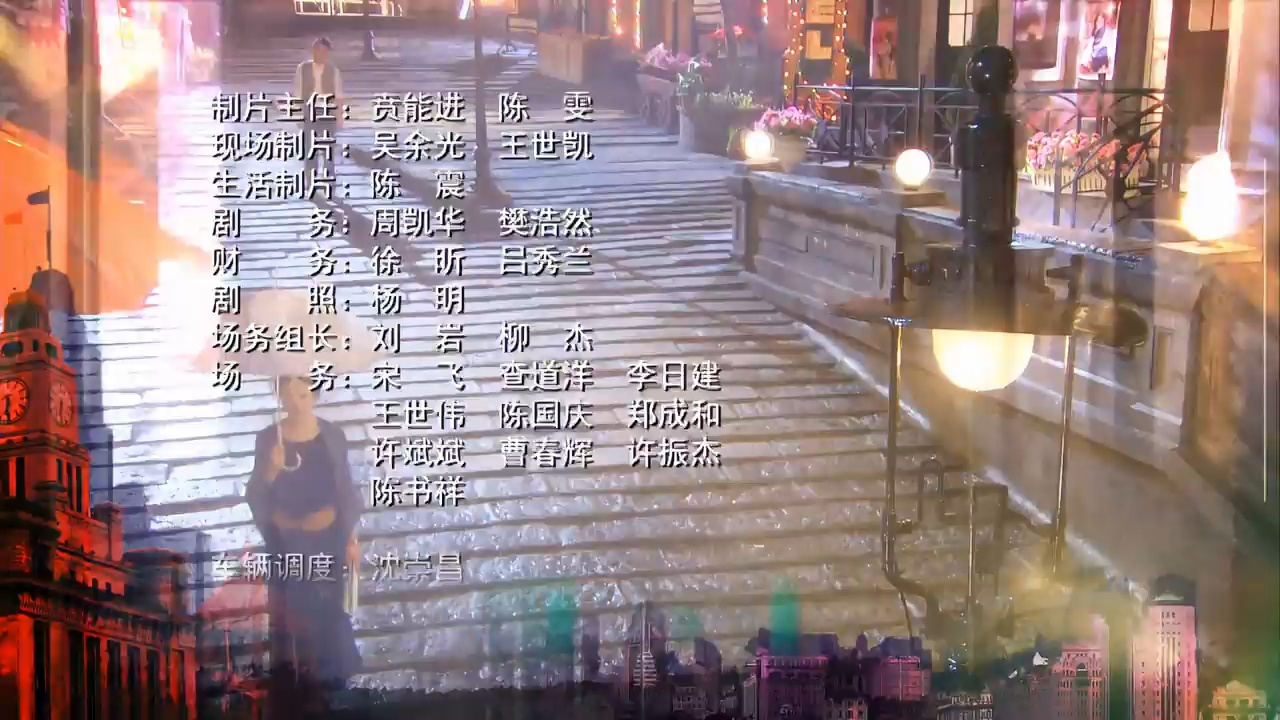 制片主任：贲能进　陈　雯
现场制片：吴余光　王世凯
生活制片：陈　震
剧　　务：周凯华　樊浩然
财　　务：徐　昕　吕秀兰
剧　　照：杨　明
场务组长：刘　岩　柳　杰
场　　务：宋　飞　查道洋　李日建
王世伟　陈国庆　郑成和
许斌斌　曹春辉　许振杰
陈书祥
车辆调度：沈崇昌